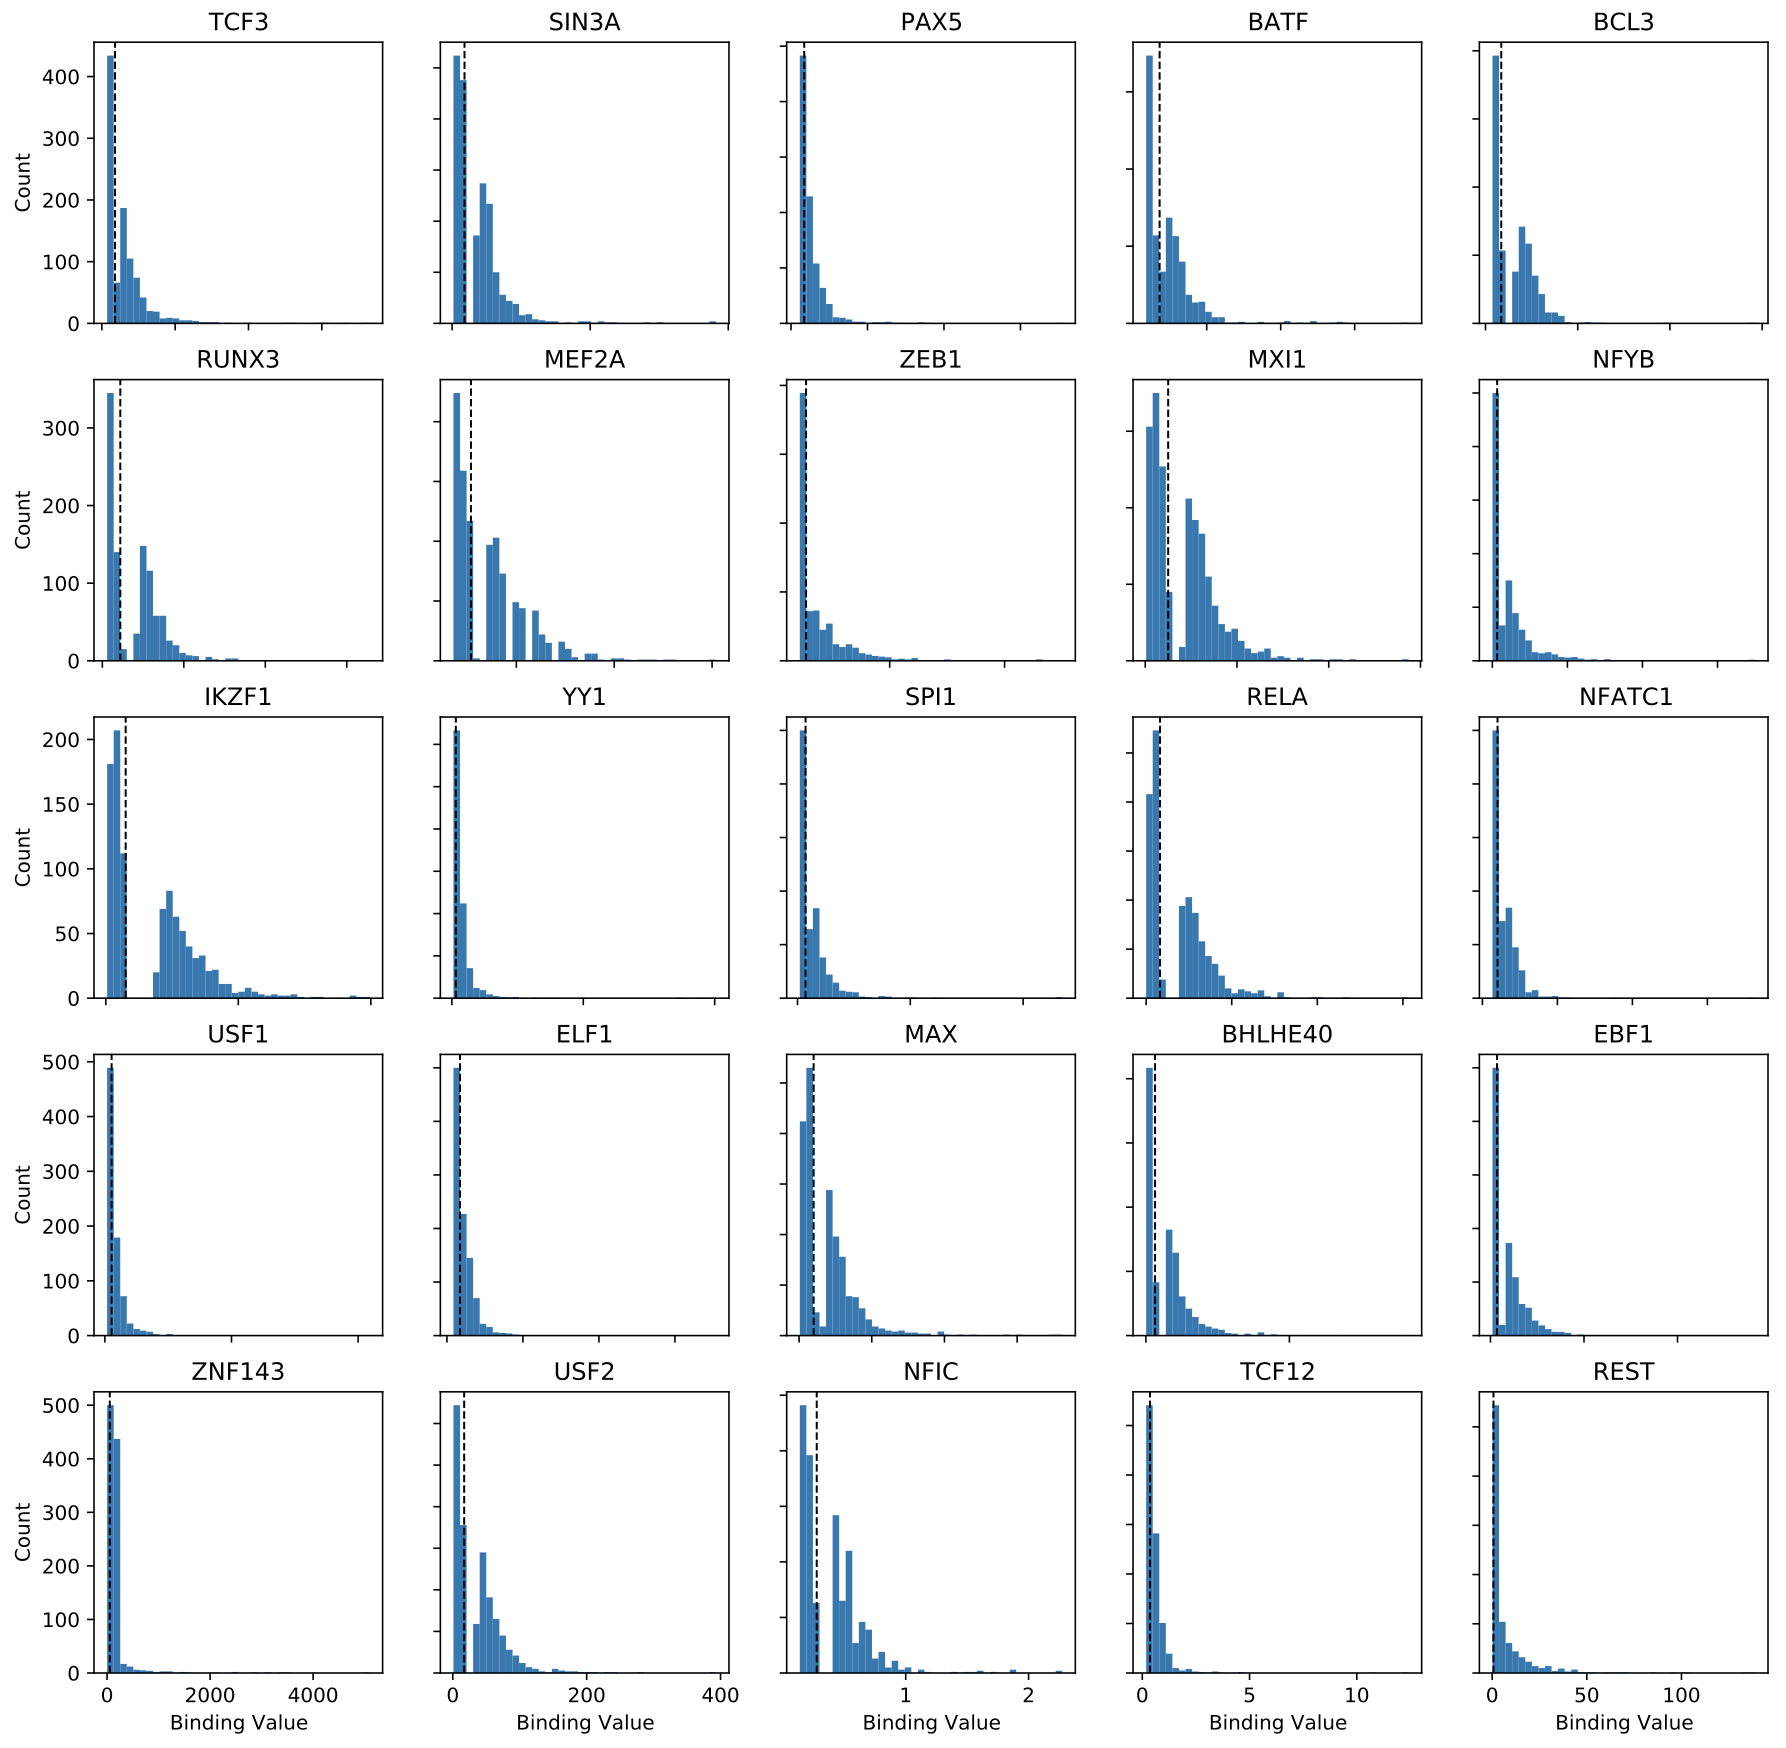 TCF3 SIN3A PAX5 BATF BCL3
400
300
200
100
0
Count
RUNX3 MEF2A ZEB1 MXI1 NFYB
300
200
100
0
Count
IKZF1 YY1 SPI1 RELA NFATC1
200
150
100
50
0
Count
USF1 ELF1 MAX BHLHE40 EBF1
500
400
300
200
100
0
Count
ZNF143 USF2 NFIC TCF12 REST
500
400
300
200
100
0
Count
0 2000 4000 0 200 400 1 2 0 5 10 0 50 100
Binding Value Binding Value Binding Value Binding Value Binding Value